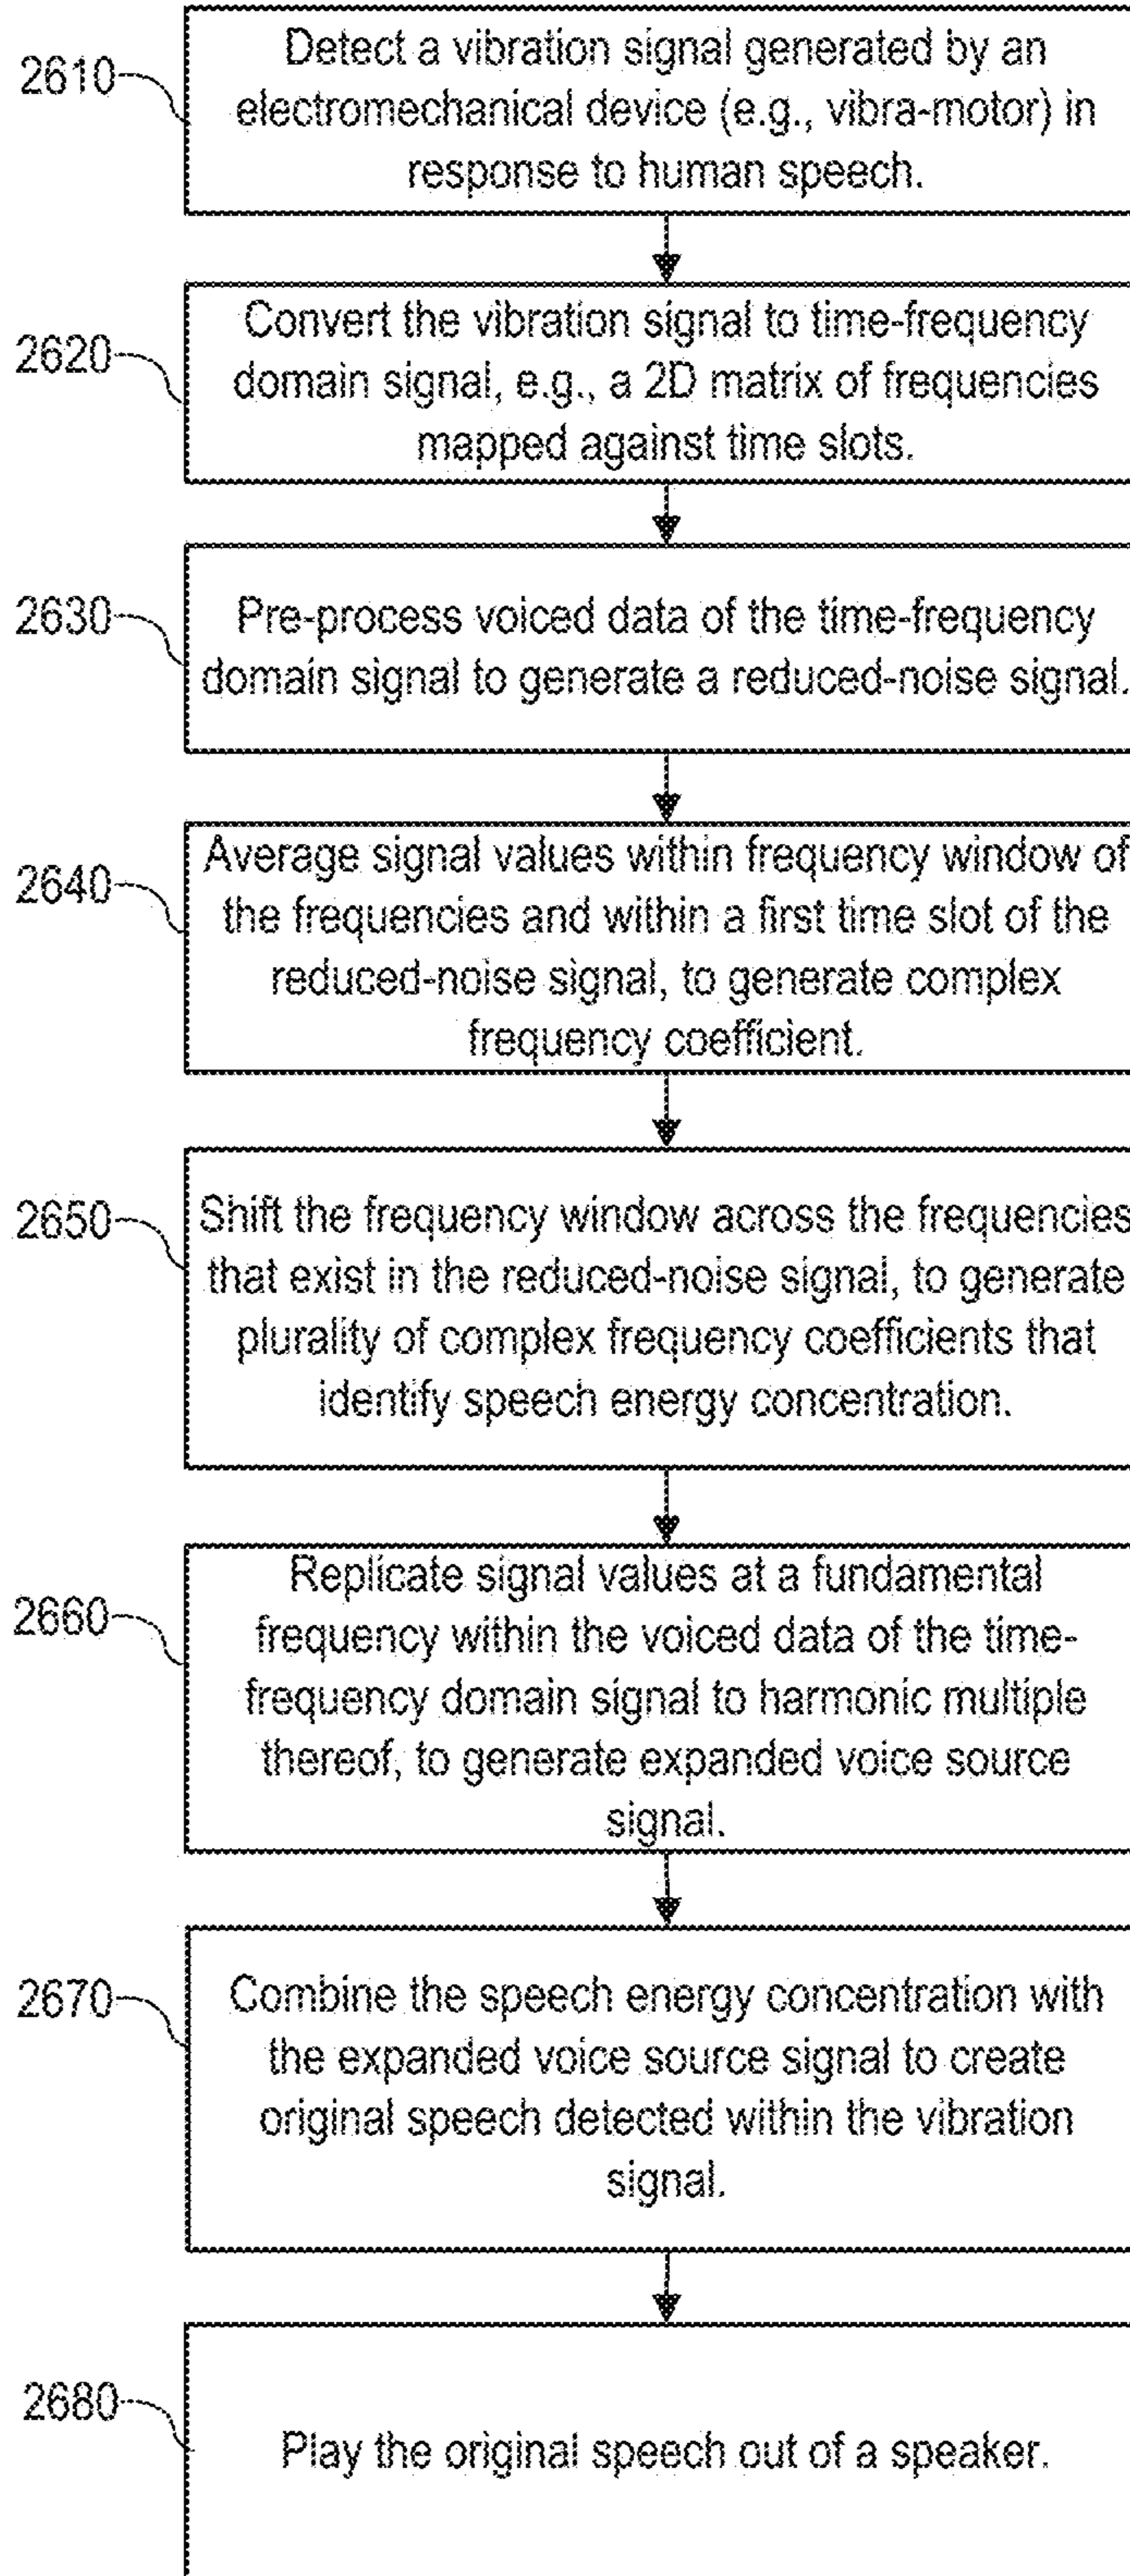 2610
Detect a vibration signal generated by an
electromechanical device (e.g., vibra-motor) in
response to human speech.
2620
Convert the vibration signal to time-frequency
domain signal, e.g., a 2D matrix of frequencies
mapped against time slots.
2630
Pre-process voiced data of the time-frequency
domain signal to generate a reduced-noise signal.
2640
Average signal values within frequency window of
the frequencies and within a first time slot of the
reduced-noise signal, to generate complex
frequency coefficient.
2650
Shift the frequency window across the frequencies
that exist in the reduced-noise signal, to generate
plurality of complex frequency coefficients that
identify speech energy concentration.
2660
Replicate signal values at a fundamental
frequency within the voiced data of the time-
frequency domain signal to harmonic multiple
thereof, to generate expanded voice source
signal.
2670
Combine the speech energy concentration with
the expanded voice source signal to create
original speech detected within the vibration
signal.
2680
Play the original speech out of a speaker.